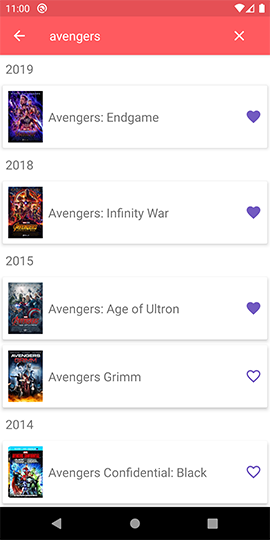 11:00
avengers
2019
Avengers: Endgame
2018
Avengers: Infinity War
2015
Avengers: Age of Ultron
AVENGERS
GRIMM
Avengers Grimm
2014
Avengers Confidential: Black